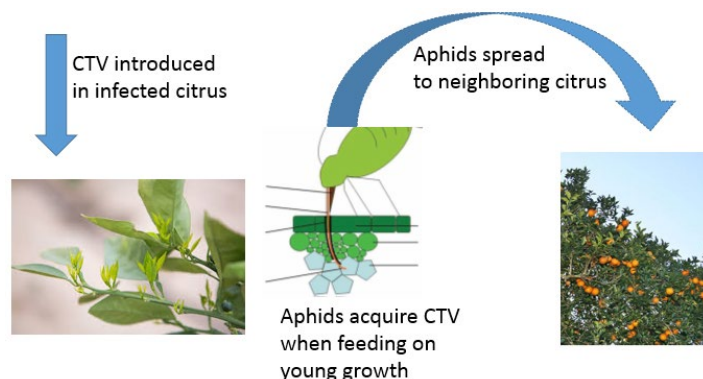 CTV introduced
in infected citrus
Aphids spread
to neighboring citrus
Aphids acquire CTV
when feeding on
young growth